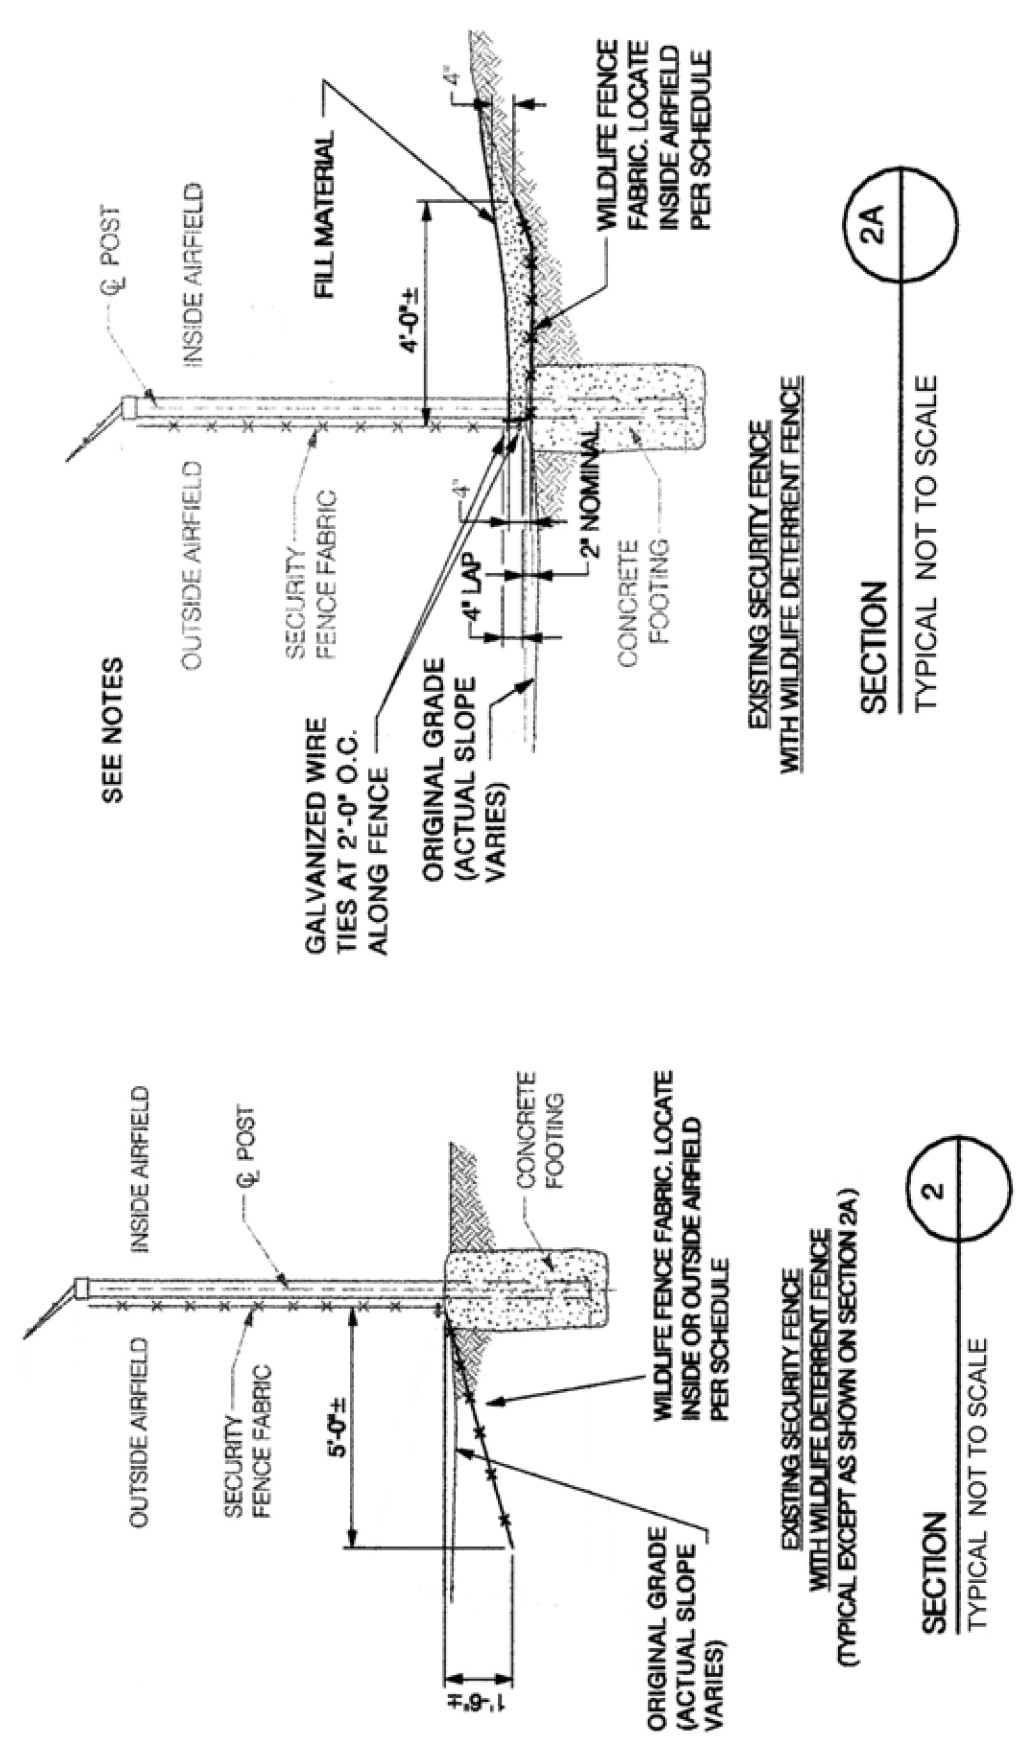 OUTSIDE AIRFIELD
INSIDE AIRFIELD
SECURITY
FENCE FABRIC
℄ POST
5'-0"±
1'-6"±
CONCRETE
FOOTING
ORIGINAL GRADE
(ACTUAL SLOPE
VARIES)
WILDLIFE FENCE FABRIC. LOCATE
INSIDE OR OUTSIDE AIRFIELD
PER SCHEDULE
EXISTING SECURITY FENCE
WITH WILDLIFE DETERRENT FENCE
(TYPICAL EXCEPT AS SHOWN ON SECTION 2A)
SECTION
2
TYPICAL NOT TO SCALE
SEE NOTES
℄ POST
OUTSIDE AIRFIELD
INSIDE AIRFIELD
SECURITY
FENCE FABRIC
FILL MATERIAL
GALVANIZED WIRE
TIES AT 2'-0" O.C.
ALONG FENCE
4'-0"±
4"
4"
ORIGINAL GRADE
(ACTUAL SLOPE
VARIES)
4" LAP
2" NOMINAL
CONCRETE
FOOTING
WILDLIFE FENCE
FABRIC. LOCATE
INSIDE AIRFIELD
PER SCHEDULE
EXISTING SECURITY FENCE
WITH WILDLIFE DETERRENT FENCE
SECTION
2A
TYPICAL NOT TO SCALE